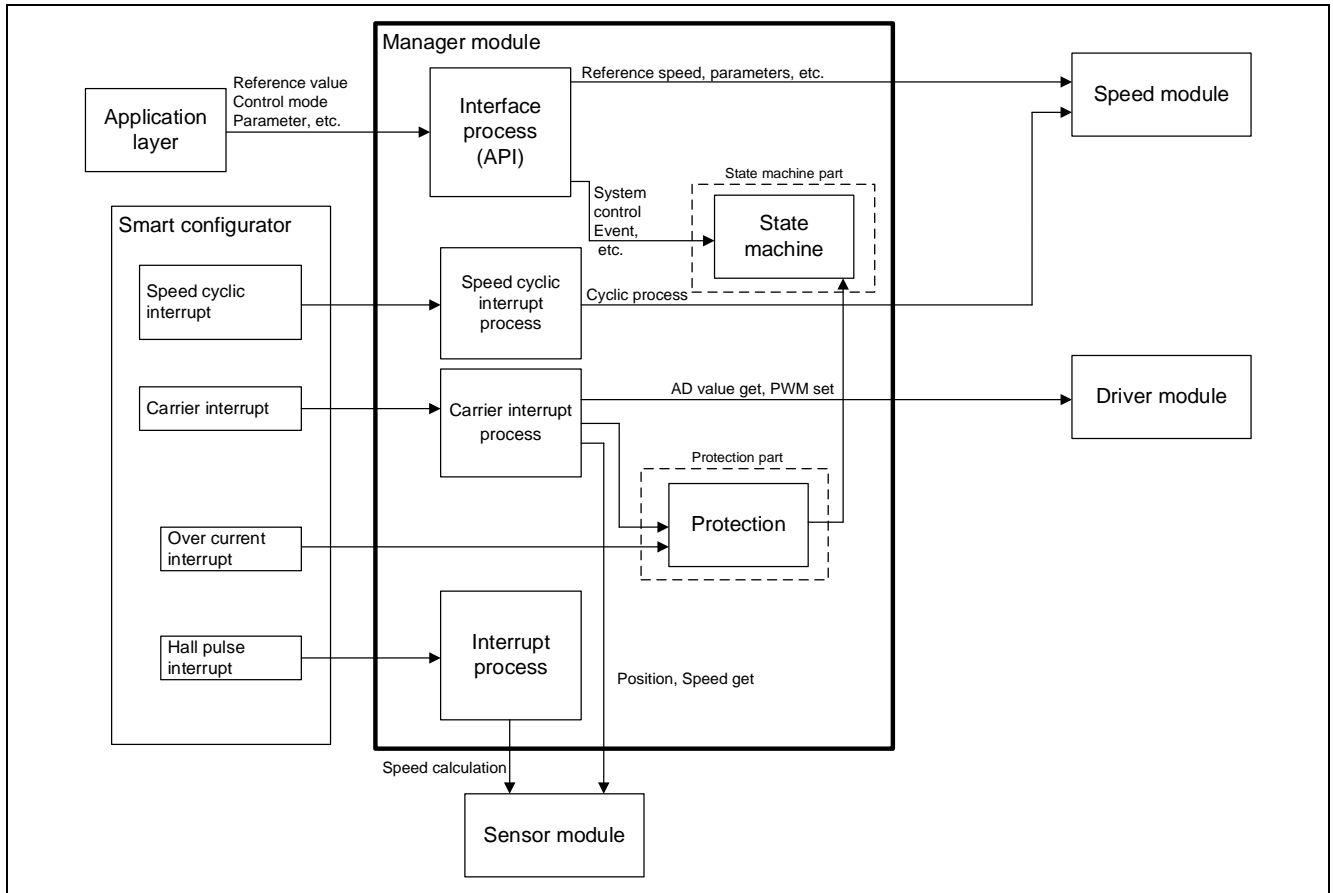 Manager module
Reference value
Control mode
Parameter, etc.
Application
layer
Interface
process
(API)
Reference speed, parameters, etc.
Speed module
System
control
Event,
etc.
State machine part
State
machine
Smart configurator
Speed cyclic
interrupt
Speed cyclic
interrupt
process
Cyclic process
Carrier interrupt
Carrier interrupt
process
AD value get, PWM set
Driver module
Protection part
Protection
Over current
interrupt
Hall pulse
interrupt
Interrupt
process
Position, Speed get
Speed calculation
Sensor module